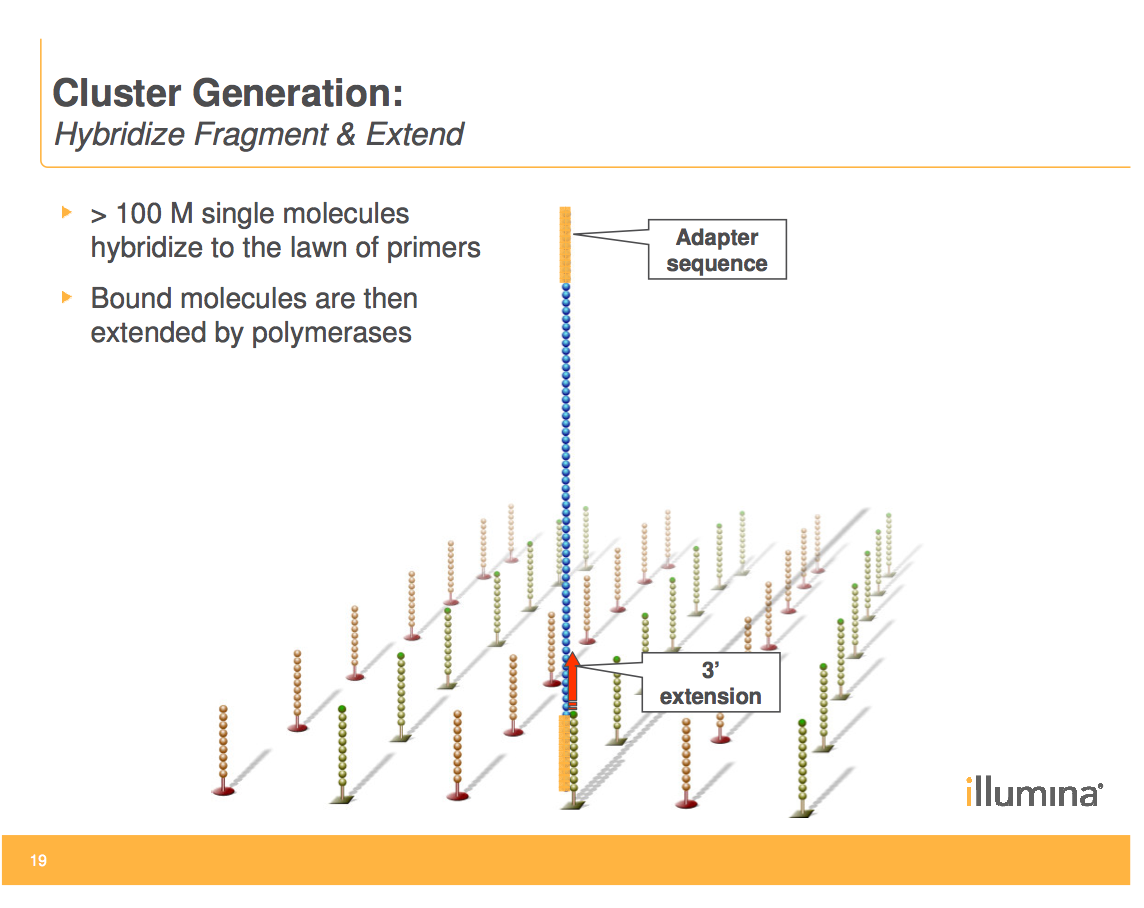 Cluster Generation:
Hybridize Fragment & Extend
> 100 M single molecules
hybridize to the lawn of primers
Bound molecules are then
extended by polymerases
Adapter
sequence
3’
extension
illumina
19